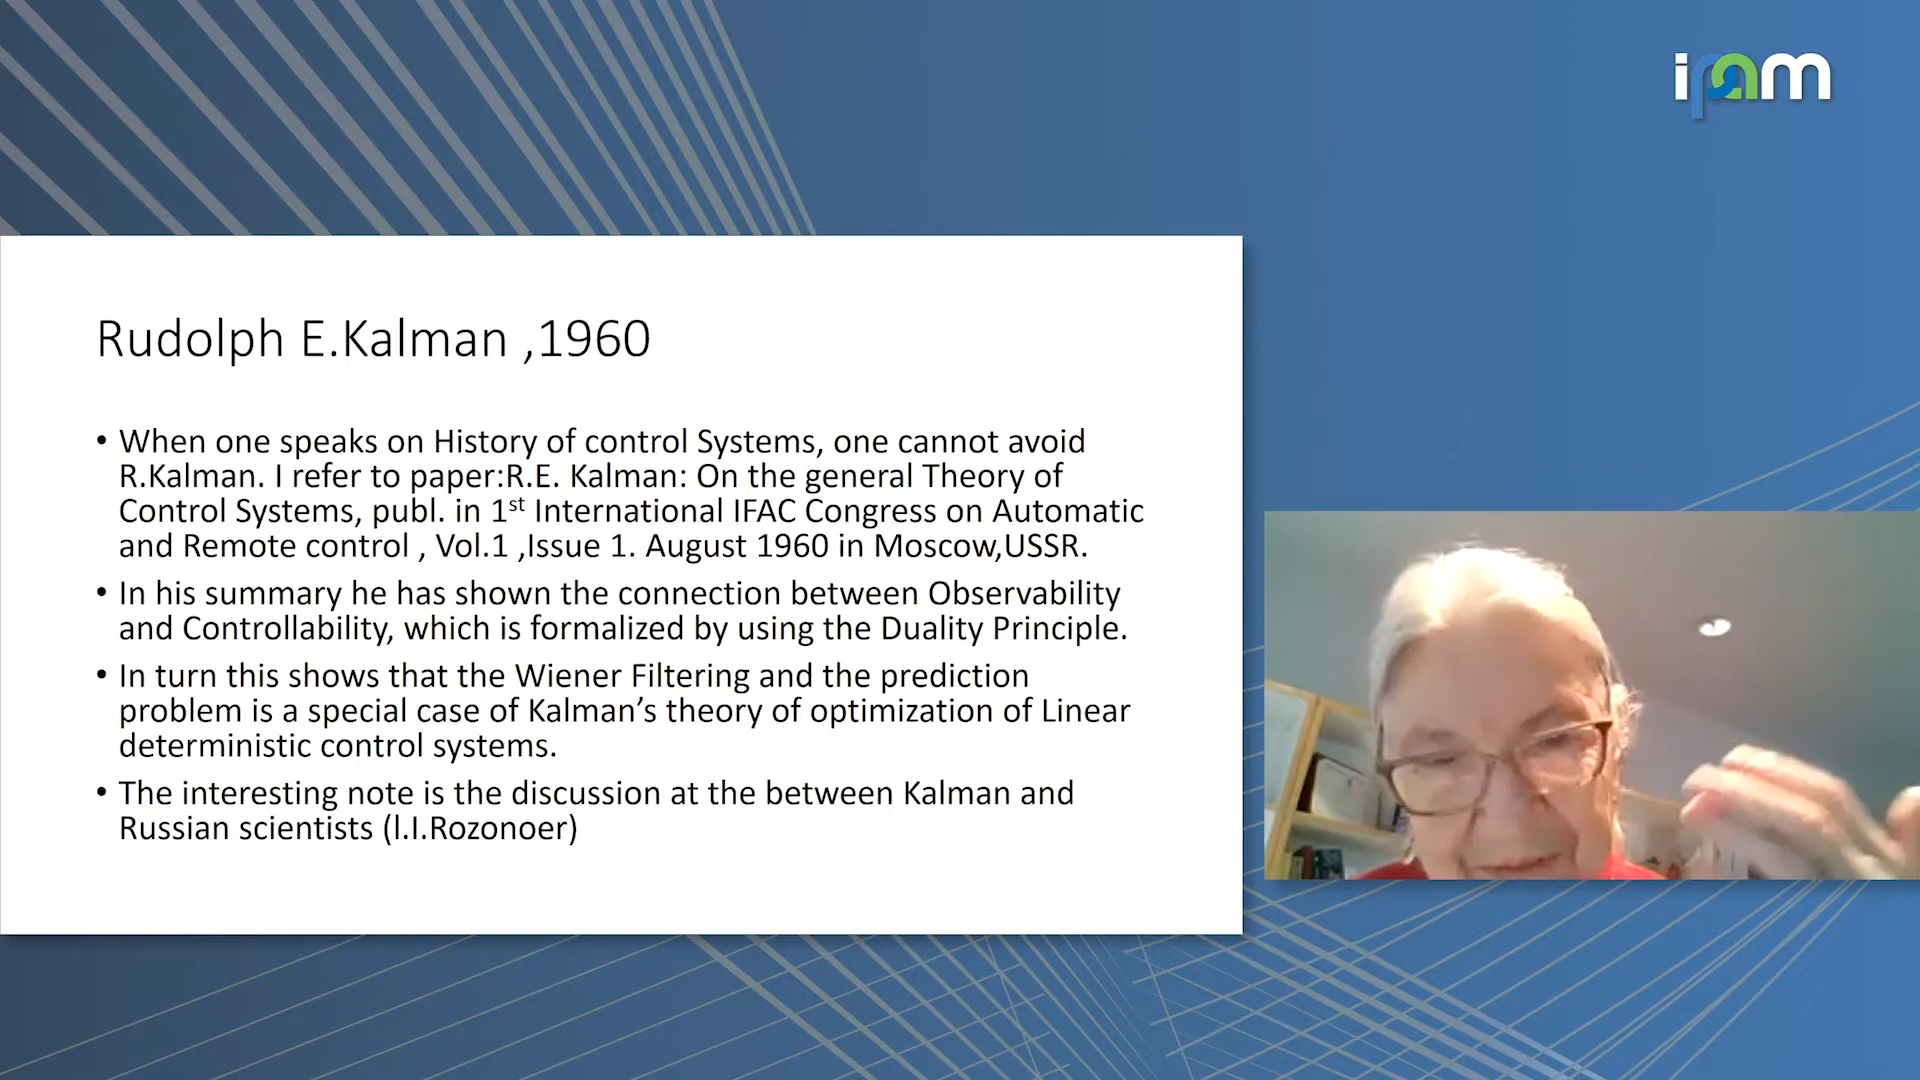 ipam
Rudolph E.Kalman ,1960
• When one speaks on History of control Systems, one cannot avoid
R.Kalman. I refer to paper:R.E. Kalman: On the general Theory of
Control Systems, publ. in 1st International IFAC Congress on Automatic
and Remote control , Vol.1 ,Issue 1. August 1960 in Moscow,USSR.
• In his summary he has shown the connection between Observability
and Controllability, which is formalized by using the Duality Principle.
• In turn this shows that the Wiener Filtering and the prediction
problem is a special case of Kalman’s theory of optimization of Linear
deterministic control systems.
• The interesting note is the discussion at the between Kalman and
Russian scientists (l.I.Rozonoer)